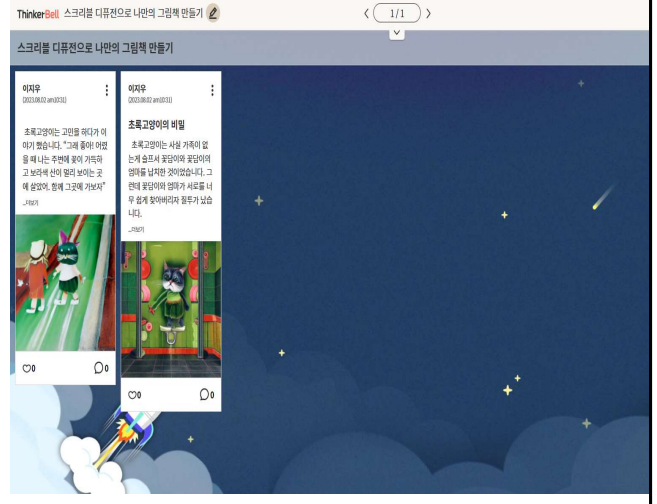 ThinkerBell 스크리블 디퓨전으로 나만의 그림책 만들기
1/1
스크리블 디퓨전으로 나만의 그림책 만들기
이지우
(2023.08.02 am10:31)
초록고양이는 고민을 하다가 이
야기 했습니다. “그래 좋아! 어렸
을 때 나는 주변에 꽃이 가득하
고 보라색 산이 멀리 보이는 곳
에 살았어. 함께 그곳에 가보자”
...더보기
0
0
이지우
(2023.08.02 am10:31)
초록고양이의 비밀
초록고양이는 사실 가족이 없
는게 슬프서 꽃담이와 꽃담이의
엄마를 납치한 것이었습니다. 그
런데 꽃담이와 엄마가 서로를 너
무 쉽게 찾아버리자 질투가 났습
니다.
...더보기
0
0